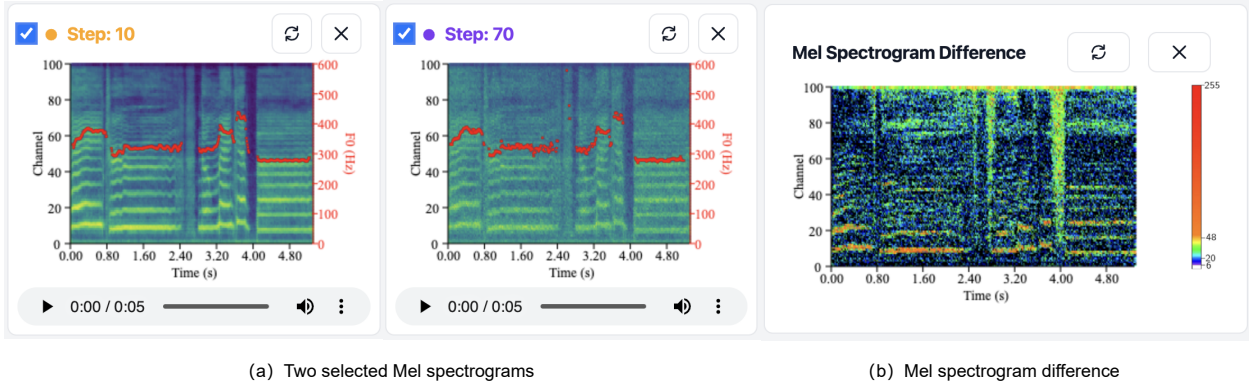 Step: 10
100
80
60
40
20
0
Channel
600
500
400
300
200
100
0
F0 (Hz)
0.00 0.80 1.60 2.40 3.20 4.00 4.80
Time (s)
0:00 / 0:05
Step: 70
100
80
60
40
20
0
Channel
600
500
400
300
200
100
0
F0 (Hz)
0.00 0.80 1.60 2.40 3.20 4.00 4.80
Time (s)
0:00 / 0:05
Mel Spectrogram Difference
100
80
60
40
20
0
Channel
0.00 0.80 1.60 2.40 3.20 4.00 4.80
Time (s)
255
48
20
6
(a) Two selected Mel spectrograms
(b) Mel spectrogram difference